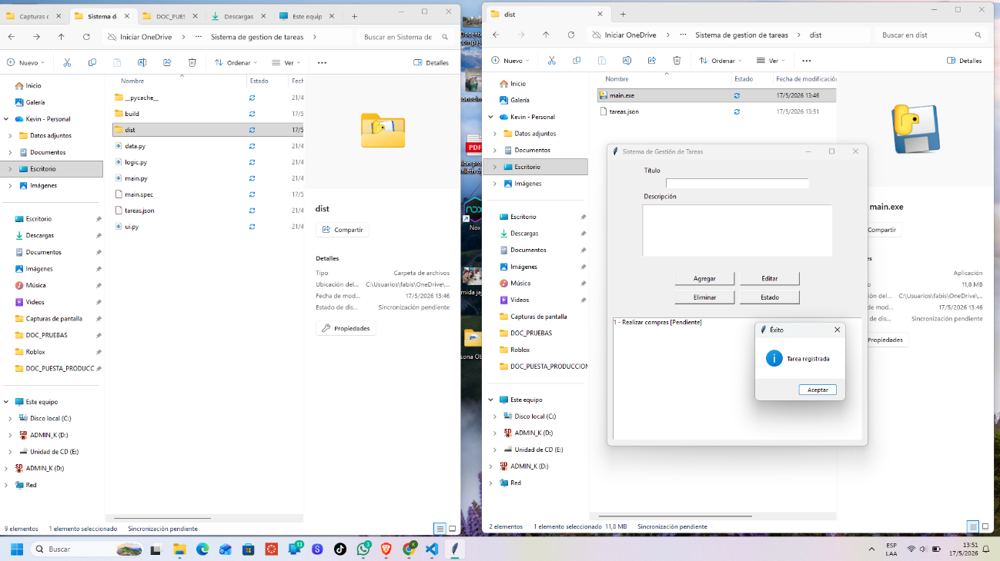 Capturas d
Sistema de
DOC_PUES
Descargas
Este equip
Iniciar OneDrive
Sistema de gestion de tareas
Buscar en Sistema de
Nuevo
Ordenar
Ver
Detalles
Inicio
Galería
Kevin - Personal
Datos adjuntos
Documentos
Escritorio
Imágenes
Escritorio
Descargas
Documentos
Imágenes
Música
Videos
Capturas de pantalla
DOC_PRUEBAS
Roblox
DOC_PUESTA_PRODUCC
Este equipo
Disco local (C:)
ADMIN_K (D:)
Unidad de CD (E:)
ADMIN_K (D:)
Red
Nombre Estado Fech
__pycache__ 21/4
build 17/5
dist 17/5
data.py 21/4
logic.py 21/4
main.py 21/4
main.spec 17/5
tareas.json 21/4
ui.py 21/4
dist
Compartir
Detalles
Tipo Carpeta de archivos
Ubicación del... C:\Usuarios\fabis\OneDrive\...
Fecha de mod... 17/5/2026 13:46
Estado de dis... Sincronización pendiente
Propiedades
9 elementos 1 elemento seleccionado Sincronización pendiente
PDF
Nox
dist
Iniciar OneDrive
Sistema de gestion de tareas
dist
Buscar en dist
Nuevo
Ordenar
Ver
Detalles
Inicio
Galería
Kevin - Personal
Datos adjuntos
Documentos
Escritorio
Imágenes
Escritorio
Descargas
Documentos
Imágenes
Música
Videos
Capturas de pantalla
DOC_PRUEBAS
Roblox
DOC_PUESTA_PRODUCCION
Este equipo
Disco local (C:)
ADMIN_K (D:)
Unidad de CD (E:)
ADMIN_K (D:)
Red
Nombre Estado Fecha de modificación
main.exe 17/5/2026 13:46
tareas.json 17/5/2026 13:51
main.exe
Compartir
es
Aplicación
11,8 MB
ión del... C:\Usuarios\fabis\OneDrive\...
de mod... 17/5/2026 13:46
de dis... Sincronización pendiente
Propiedades
2 elementos 1 elemento seleccionado 11,8 MB Sincronización pendiente
Sistema de Gestión de Tareas
Título
Descripción
Agregar
Editar
Eliminar
Estado
1 - Realizar compras [Pendiente]
Éxito
Tarea registrada
Aceptar
Buscar
13
3
K
ESP
LAA
13:51
17/5/2026